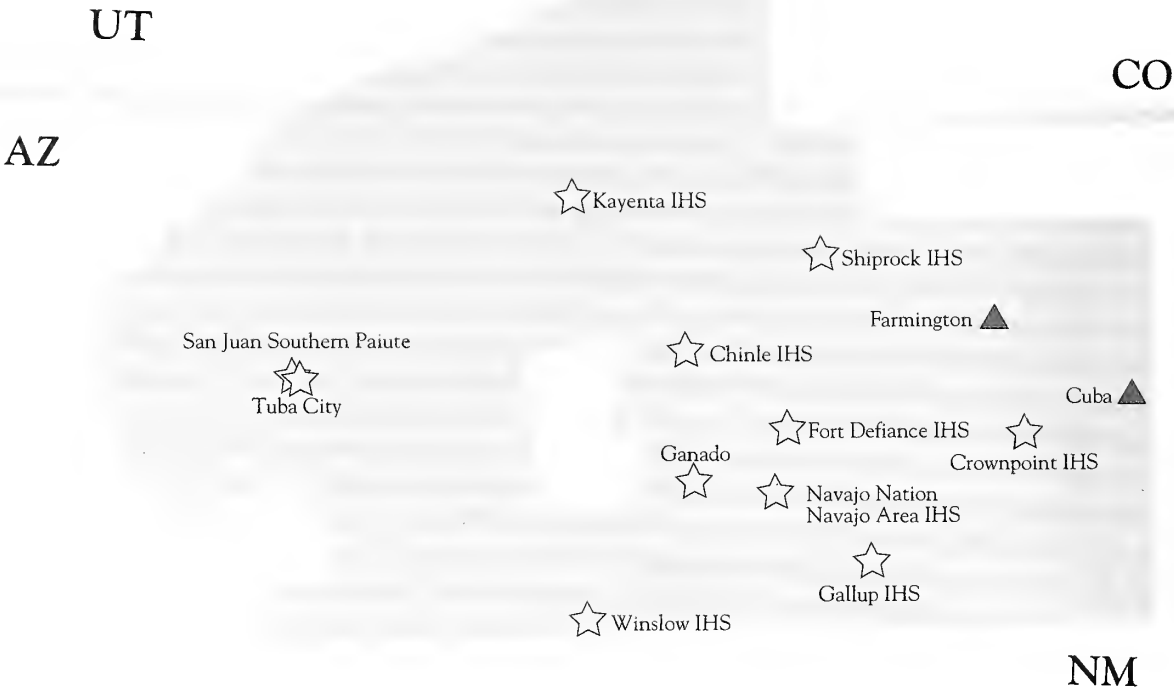 UT
CO
AZ
Kayenta IHS
Shiprock IHS
Farmington
San Juan Southern Paiute
Chinle IHS
Tuba City
Cuba
Fort Defiance IHS
Ganado
Crownpoint IHS
Navajo Nation
Navajo Area IHS
Gallup IHS
Winslow IHS
NM